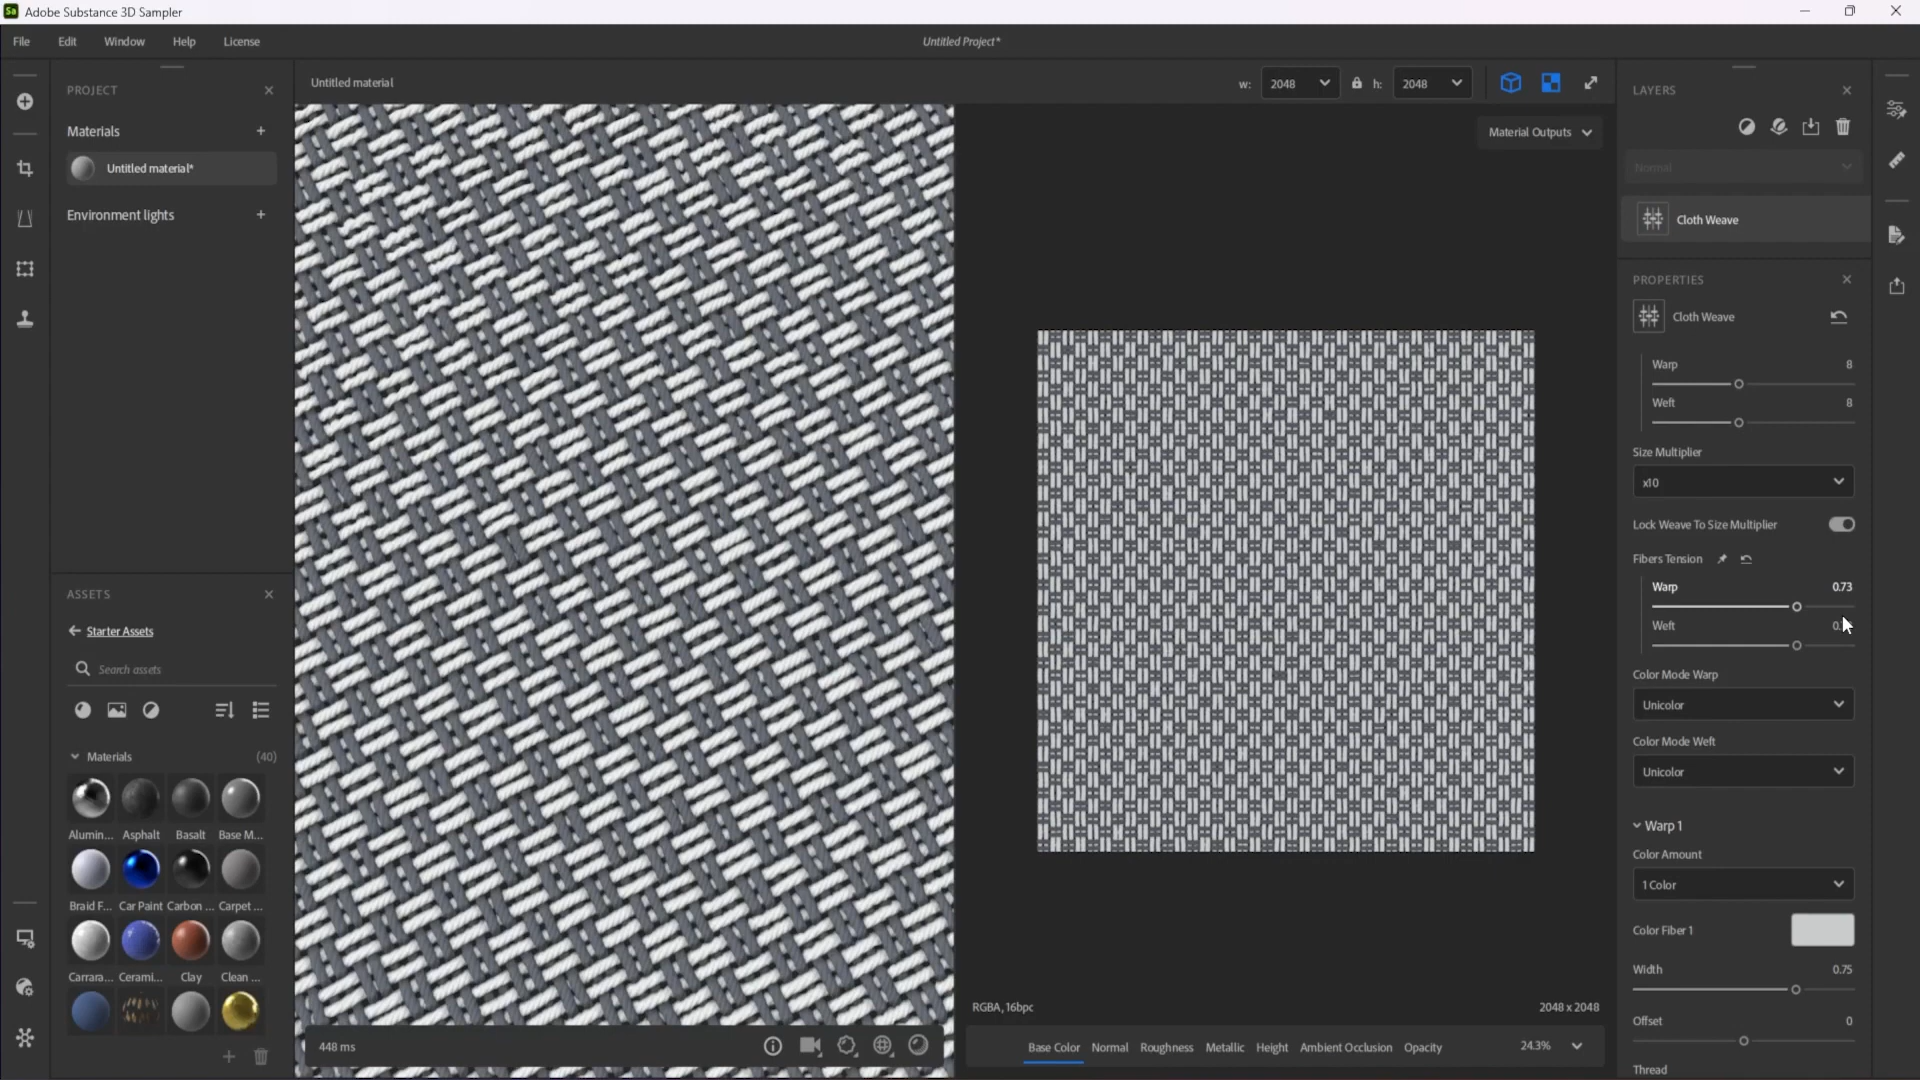 Adobe Substance 3D Sampler
File Edit Window Help License
Untitled Project*
PROJECT
Materials
Untitled material*
Environment lights
Untitled material
w: 2048 h: 2048
Material Outputs
LAYERS
Normal
Cloth Weave
PROPERTIES
Cloth Weave
Warp 8
Weft 8
Size Multiplier
x10
Lock Weave To Size Multiplier
Fibers Tension
Warp 0.73
Weft
Color Mode Warp
Unicolor
Color Mode Weft
Unicolor
Warp 1
Color Amount
1 Color
Color Fiber 1
Width 0.75
Offset 0
Thread
ASSETS
Starter Assets
Search assets
Materials (40)
Alumin... Asphalt Basalt Base M...
Braid F... Car Paint Carbon ... Carpet ...
Carrara... Cerami... Clay Clean ...
448 ms
RGBA, 16bpc
2048 x 2048
Base Color Normal Roughness Metallic Height Ambient Occlusion Opacity 24.3%